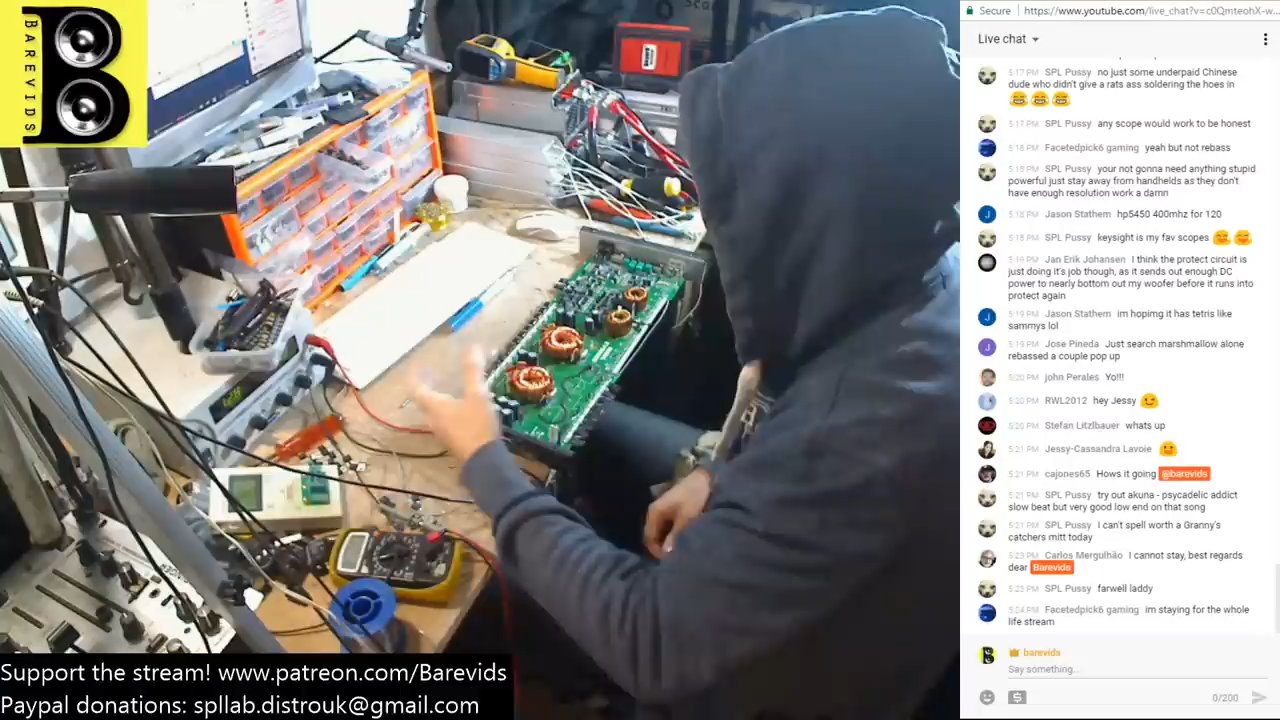 BAREVIDS
Secure https://www.youtube.com/live_chat?v=c0QmteohX-w...
Live chat
5:17 PM SPL Pussy no just some underpaid Chinese
dude who didn't give a rats ass soldering the hoes in
😂😂😂
5:17 PM SPL Pussy any scope would work to be honest
5:18 PM Facetedpick6 gaming yeah but not rebass
5:18 PM SPL Pussy your not gonna need anything stupid
powerful just stay away from handhelds as they don't
have enough resolution work a damn
5:18 PM Jason Stathem hp5450 400mhz for 120
5:18 PM SPL Pussy keysight is my fav scopes
5:18 PM Jan Erik Johansen I think the protect circuit is
just doing it's job though, as it sends out enough DC
power to nearly bottom out my woofer before it runs into
protect again
5:19 PM Jason Stathem im hopimg it has tetris like
sammys lol
5:19 PM Jose Pineda Just search marshmallow alone
rebassed a couple pop up
5:20 PM john Perales Yo!!!
5:20 PM RWL2012 hey Jessy
5:20 PM Stefan Litzlbauer whats up
5:21 PM Jessy-Cassandra Lavoie
5:21 PM cajones65 Hows it going @barevids
5:21 PM SPL Pussy try out akuna - psycadelic addict
slow beat but very good low end on that song
5:21 PM SPL Pussy I can't spell worth a Granny's
catchers mitt today
5:23 PM Carlos Mergulhão I cannot stay, best regards
dear Barevids
5:23 PM SPL Pussy farwell laddy
5:24 PM Facetedpick6 gaming im staying for the whole
life stream
barevids
Say something...
0/200
Support the stream! www.patreon.com/Barevids
Paypal donations: spllab.distrouk@gmail.com